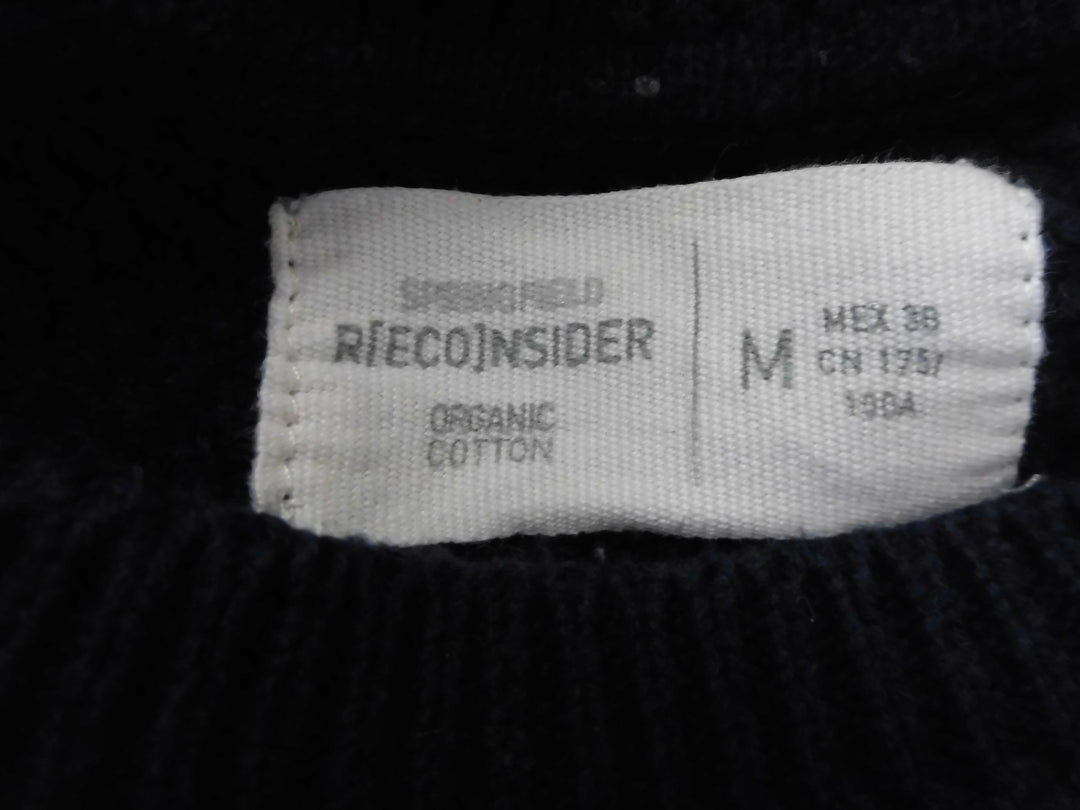 SPRINGFIELD
R[ECO]NSIDER
ORGANIC
COTTON
M
MEX 38
CN 175/
100A